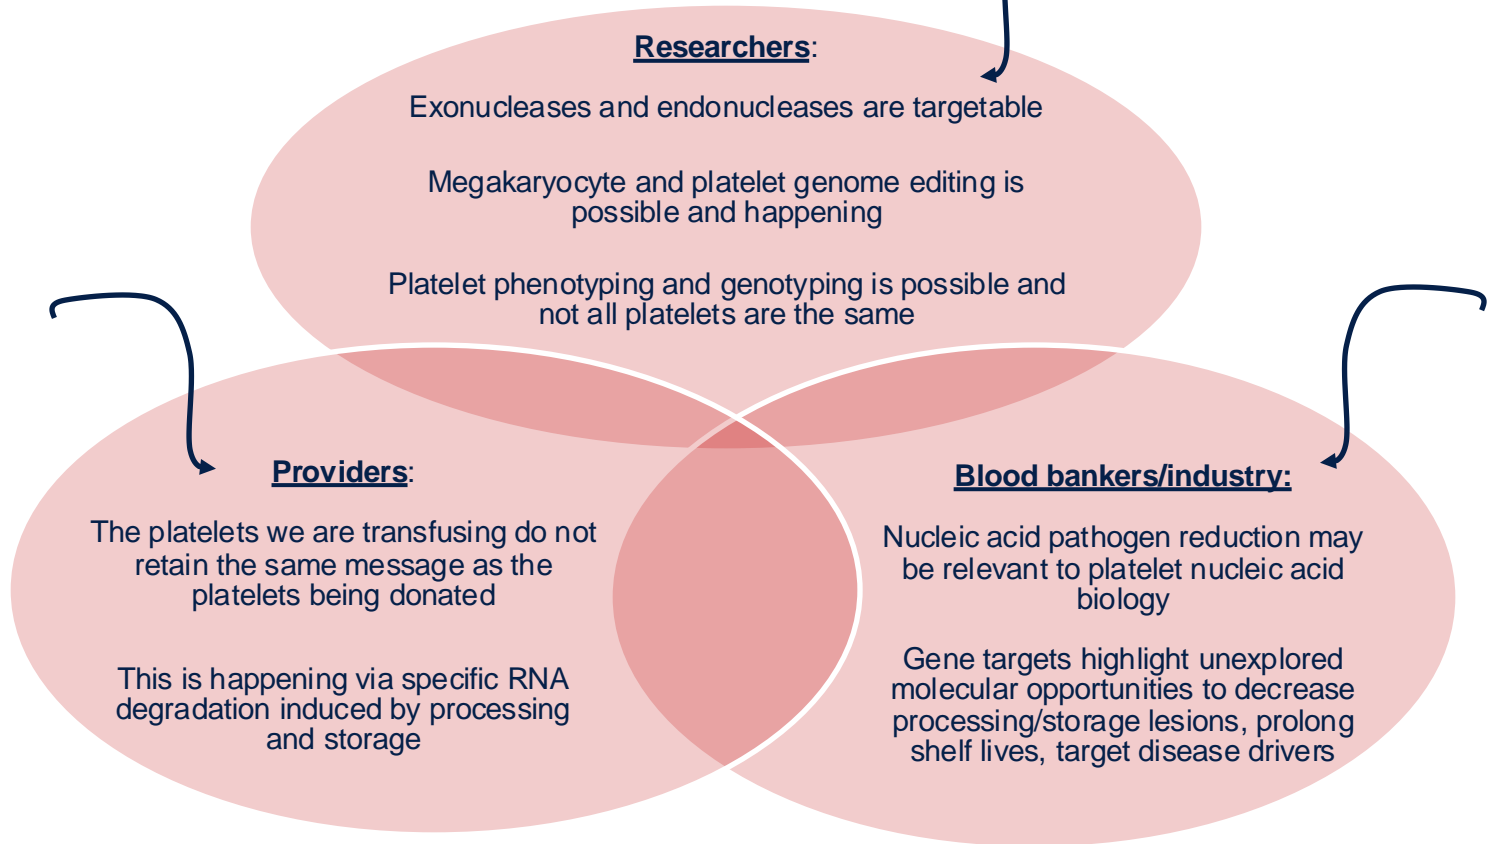 Researchers:
Exonucleases and endonucleases are targetable
Megakaryocyte and platelet genome editing is
possible and happening
Platelet phenotyping and genotyping is possible and
not all platelets are the same
Providers:
The platelets we are transfusing do not
retain the same message as the
platelets being donated
This is happening via specific RNA
degradation induced by processing
and storage
Blood bankers/industry:
Nucleic acid pathogen reduction may
be relevant to platelet nucleic acid
biology
Gene targets highlight unexplored
molecular opportunities to decrease
processing/storage lesions, prolong
shelf lives, target disease drivers